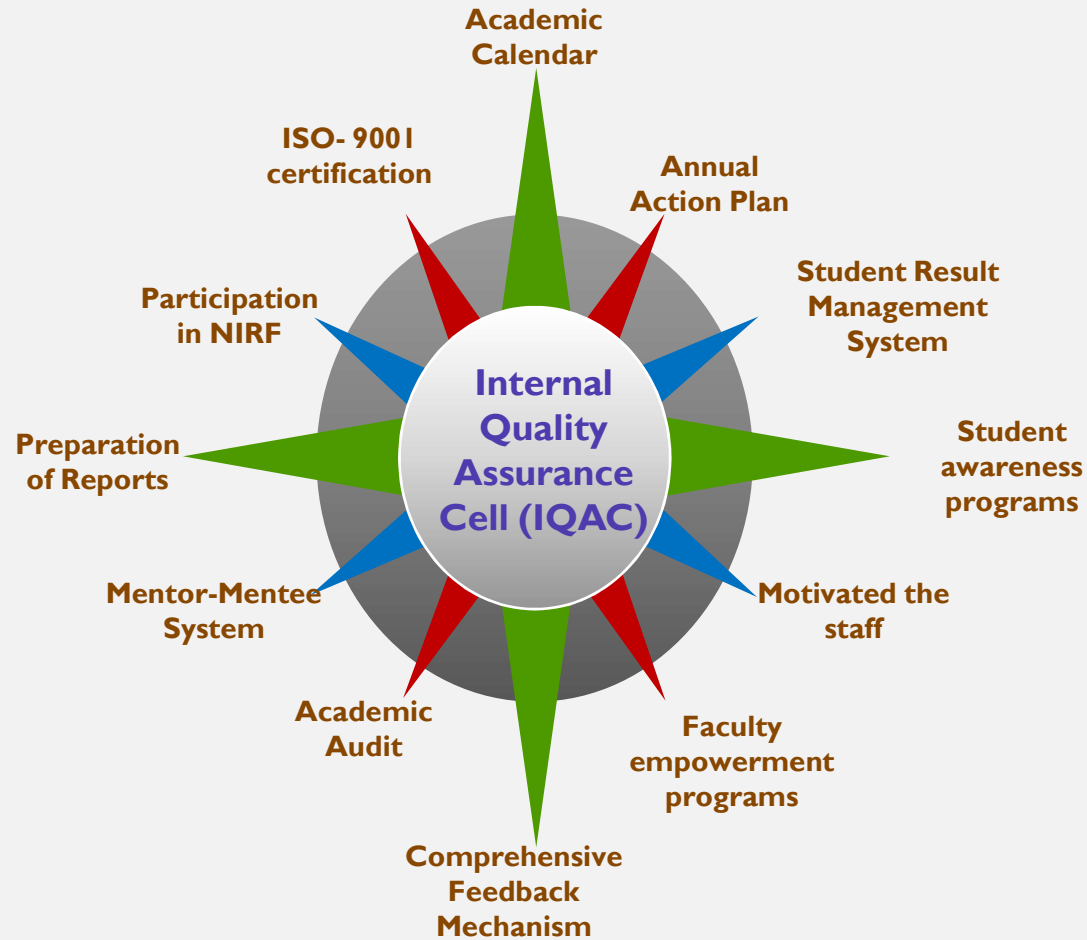 Academic
Calendar
ISO- 9001
certification
Annual
Action Plan
Participation
in NIRF
Student Result
Management
System
Internal
Quality
Assurance
Cell (IQAC)
Preparation
of Reports
Student
awareness
programs
Mentor-Mentee
System
Motivated the
staff
Academic
Audit
Faculty
empowerment
programs
Comprehensive
Feedback
Mechanism